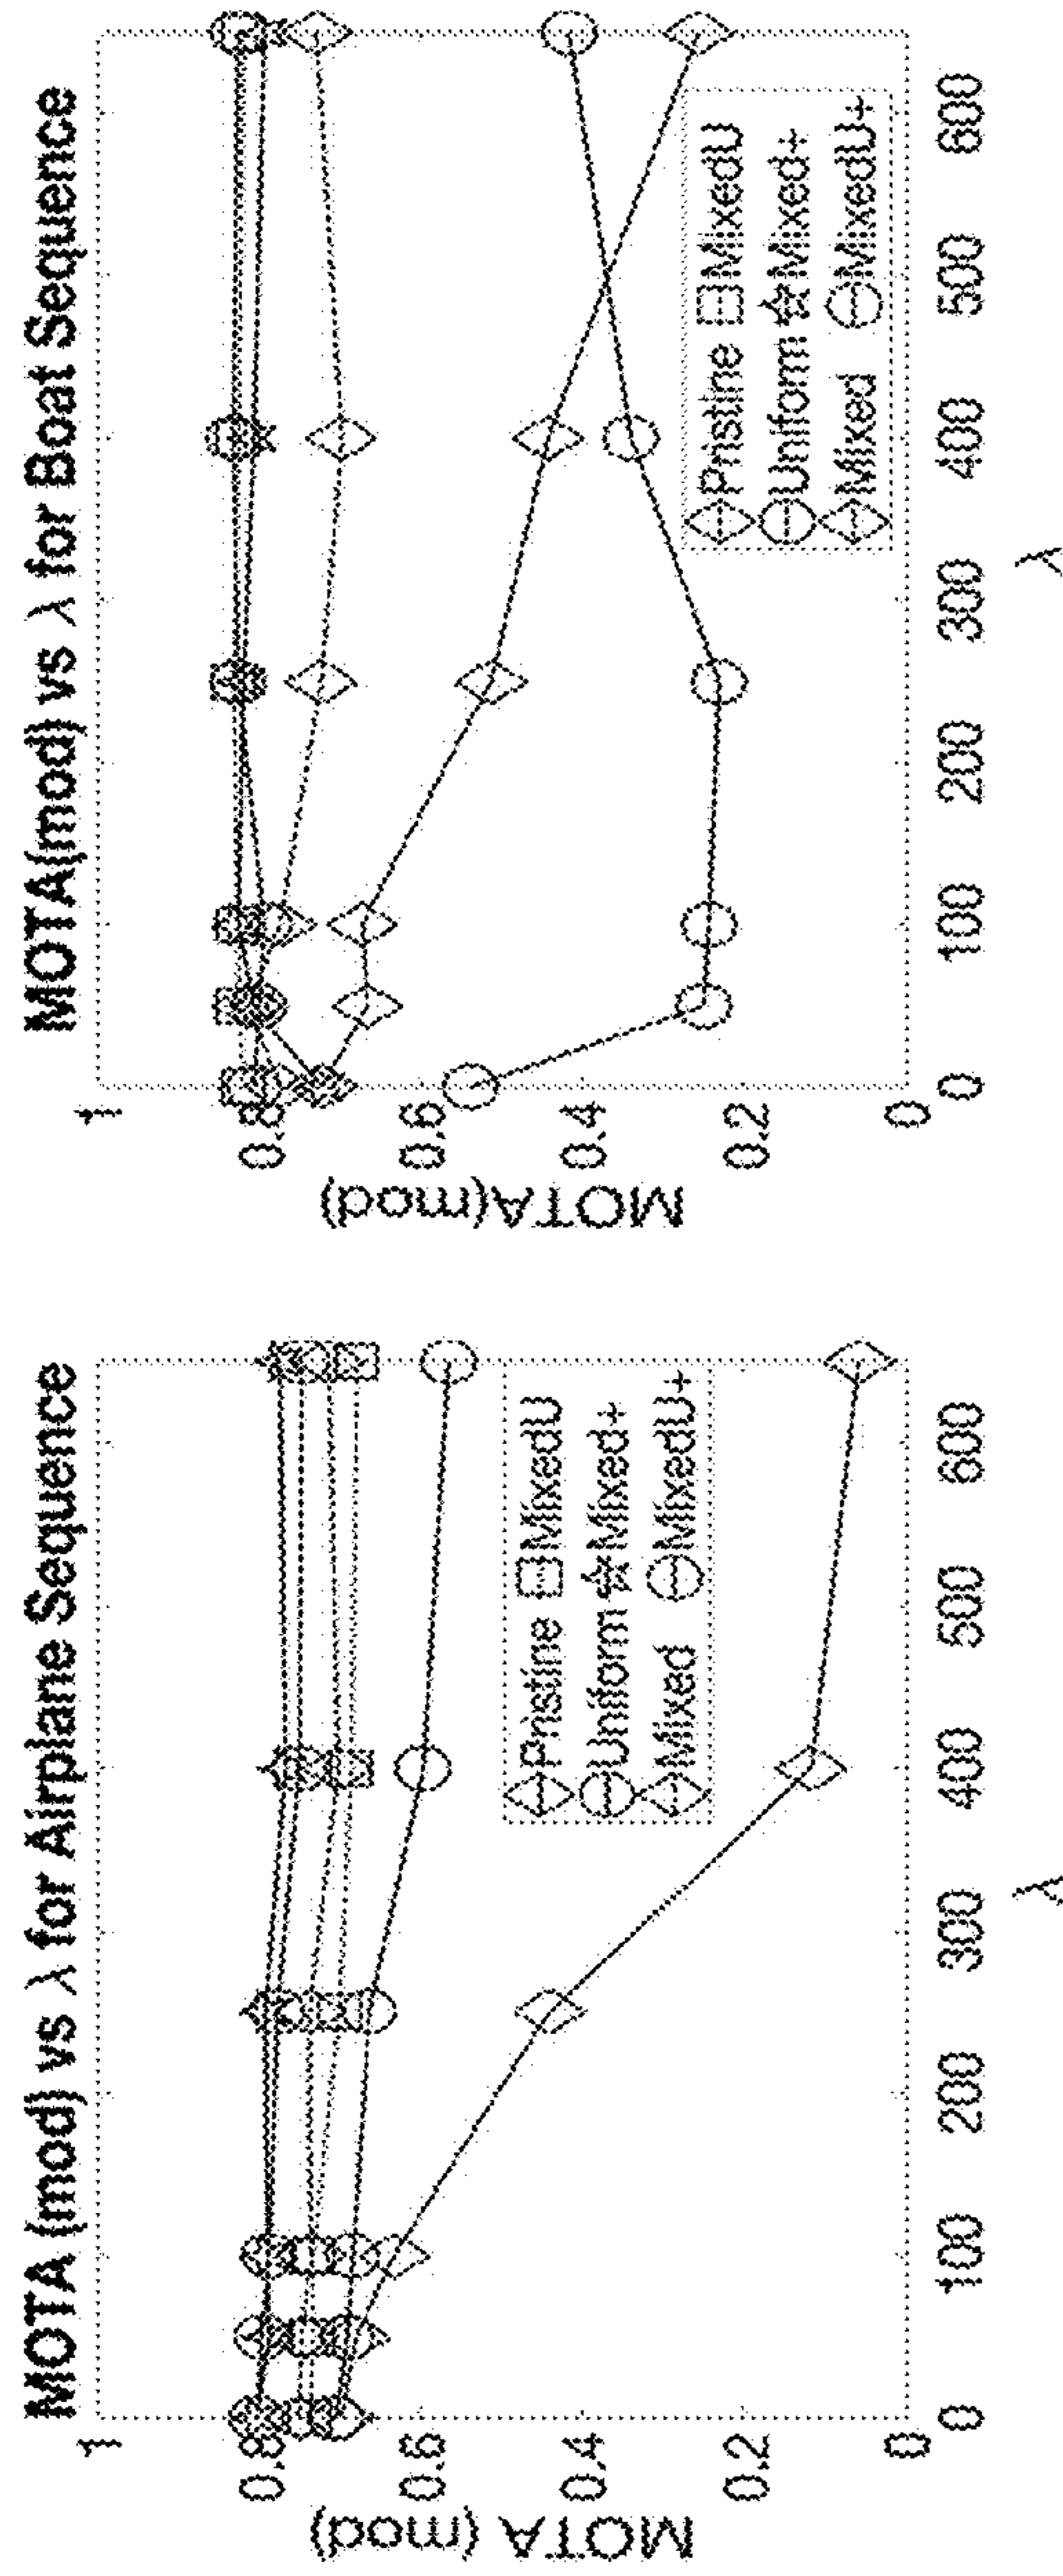 MOTA (mod) vs λ for Airplane Sequence
MOTA (mod)
1
0.8
0.6
0.4
0.2
0
0 100 200 300 400 500 600
λ
Pristine MixedU
Uniform Mixed+
Mixed MixedU+
MOTA(mod) vs λ for Boat Sequence
MOTA(mod)
1
0.8
0.6
0.4
0.2
0
0 100 200 300 400 500 600
λ
Pristine MixedU
Uniform Mixed+
Mixed MixedU+